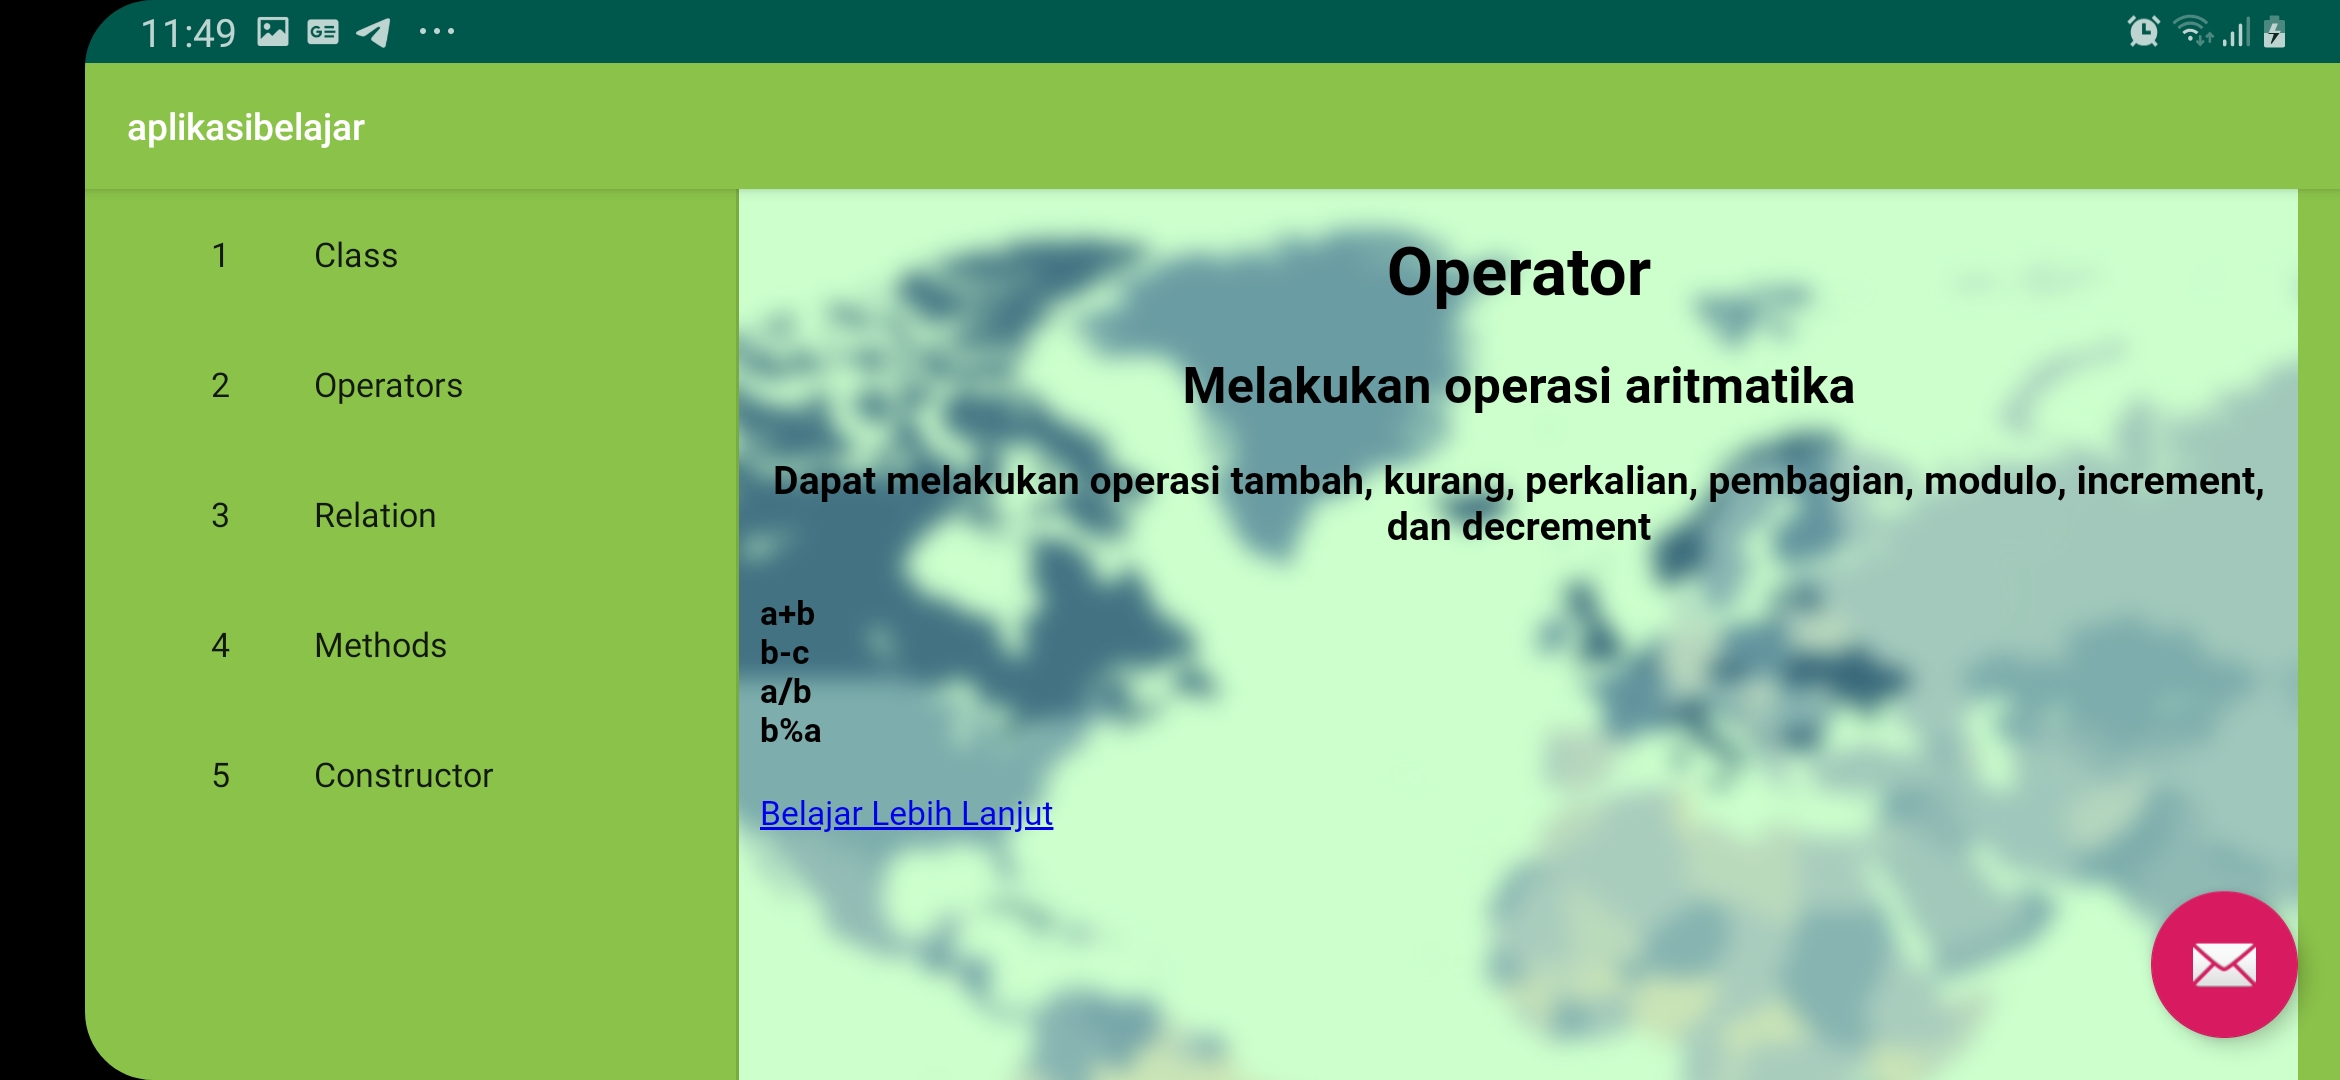 11:49
GE
aplikasibelajar
1 Class
2 Operators
3 Relation
4 Methods
5 Constructor
Operator
Melakukan operasi aritmatika
Dapat melakukan operasi tambah, kurang, perkalian, pembagian, modulo, increment,
dan decrement
a+b
b-c
a/b
b%a
Belajar Lebih Lanjut